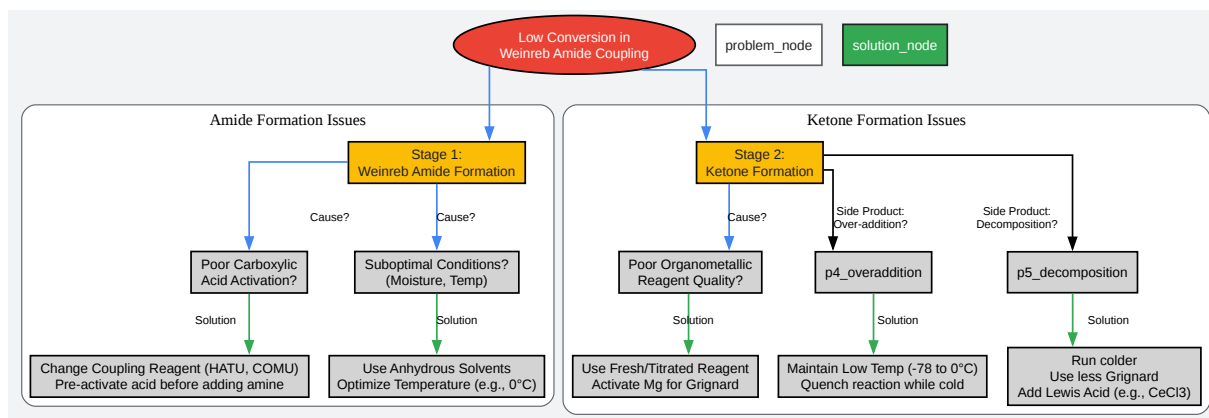 Low Conversion in
Weinreb Amide Coupling
problem_node
solution_node
Amide Formation Issues
Ketone Formation Issues
Stage 1:
Weinreb Amide Formation
Stage 2:
Ketone Formation
Cause?
Cause?
Cause?
Side Product:
Over-addition?
Side Product:
Decomposition?
Poor Carboxylic
Acid Activation?
Suboptimal Conditions?
(Moisture, Temp)
Poor Organometallic
Reagent Quality?
p4_overaddition
p5_decomposition
Solution
Solution
Solution
Solution
Solution
Change Coupling Reagent (HATU, COMU)
Pre-activate acid before adding amine
Use Anhydrous Solvents
Optimize Temperature (e.g., 0°C)
Use Fresh/Titrated Reagent
Activate Mg for Grignard
Maintain Low Temp (-78 to 0°C)
Quench reaction while cold
Run colder
Use less Grignard
Add Lewis Acid (e.g., CeCl3)